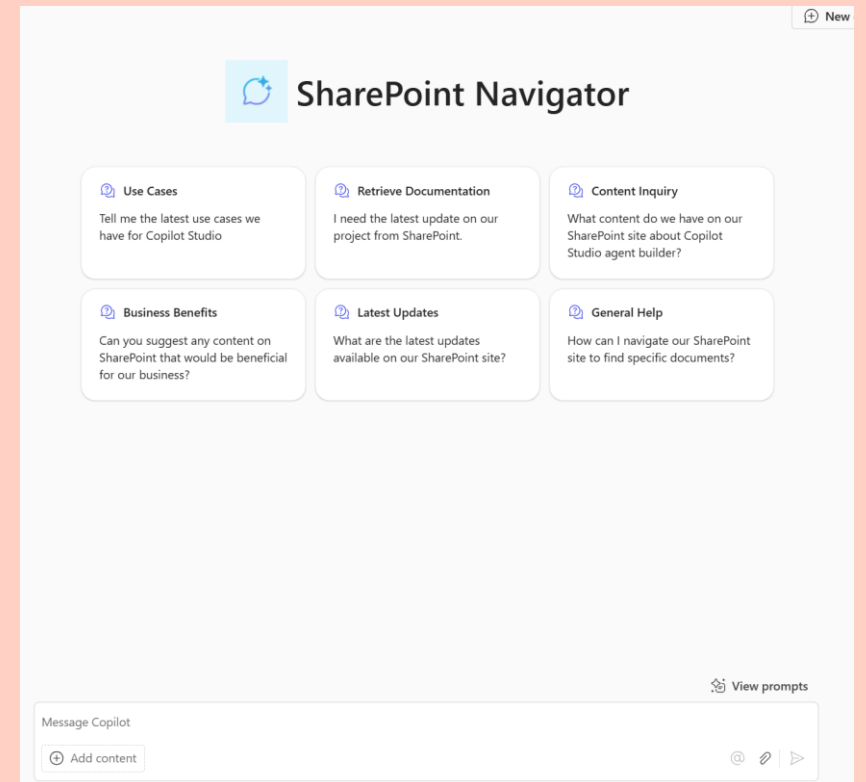 New
SharePoint Navigator
Use Cases
Tell me the latest use cases we
have for Copilot Studio
Retrieve Documentation
I need the latest update on our
project from SharePoint.
Content Inquiry
What content do we have on our
SharePoint site about Copilot
Studio agent builder?
Business Benefits
Can you suggest any content on
SharePoint that would be beneficial
for our business?
Latest Updates
What are the latest updates
available on our SharePoint site?
General Help
How can I navigate our SharePoint
site to find specific documents?
View prompts
Message Copilot
Add content